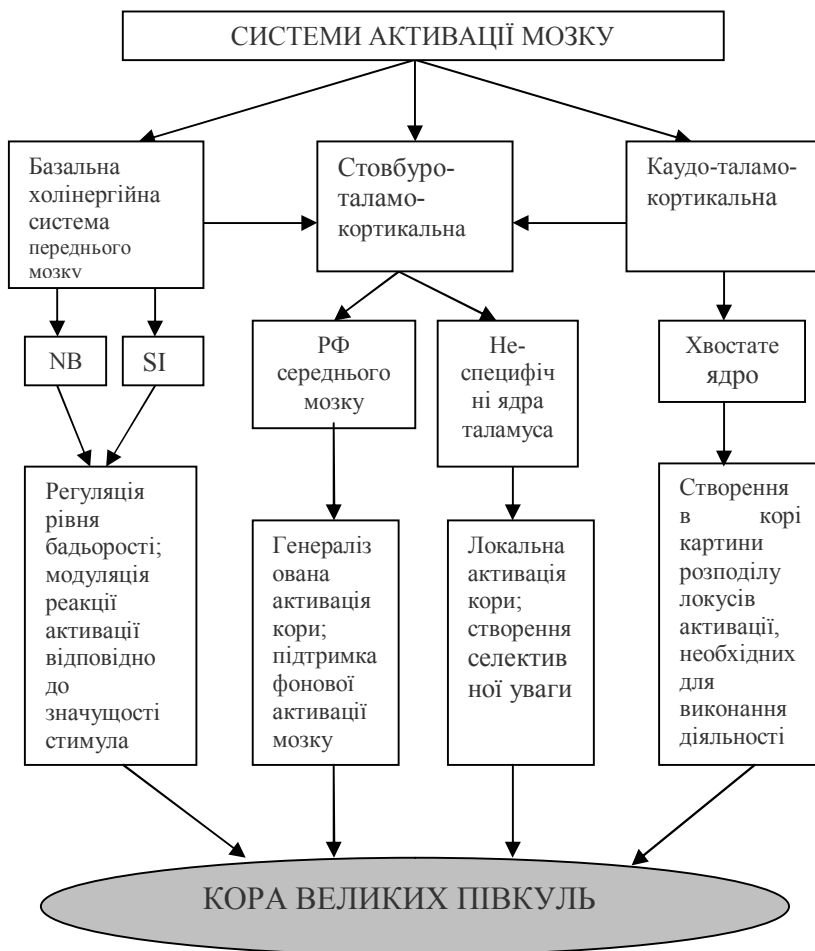 СИСТЕМИ АКТИВАЦІЇ МОЗКУ
Базальна
холінергійна
система
переднього
мозку
Стовбуро-
таламо-
кортикальна
Каудо-таламо-
кортикальна
NB
SI
РФ
середнього
мозку
Не-
специфіч
ні ядра
таламуса
Хвостате
ядро
Регуляція
рівня
бадьорості;
модуляція
реакції
активації
відповідно
до
значущості
стимула
Генераліз
ована
активація
кори;
підтримка
фонової
активації
мозку
Локальна
активація
кори;
створення
селектив
ної уваги
Створення
в корі
картини
розподілу
локусів
активації,
необхідних
для
виконання
діяльності
КОРА ВЕЛИКИХ ПІВКУЛЬ